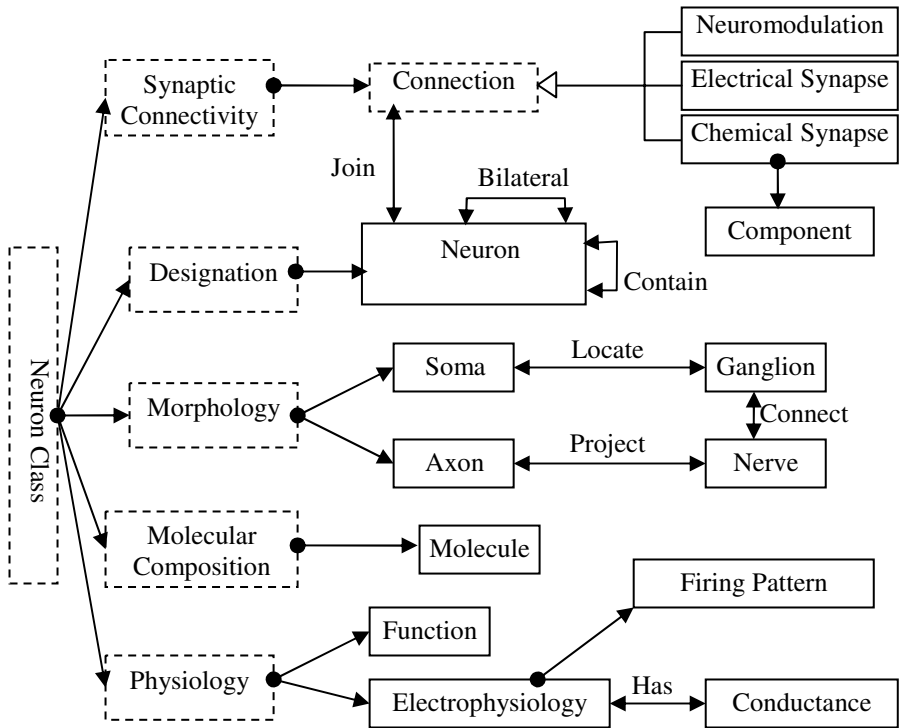 Neuromodulation
Synaptic
Connectivity
Connection
Electrical Synapse
Chemical Synapse
Join
Bilateral
Component
Designation
Neuron
Contain
Neuron Class
Soma
Locate
Ganglion
Morphology
Connect
Axon
Project
Nerve
Molecular
Composition
Molecule
Firing Pattern
Function
Physiology
Electrophysiology
Has
Conductance